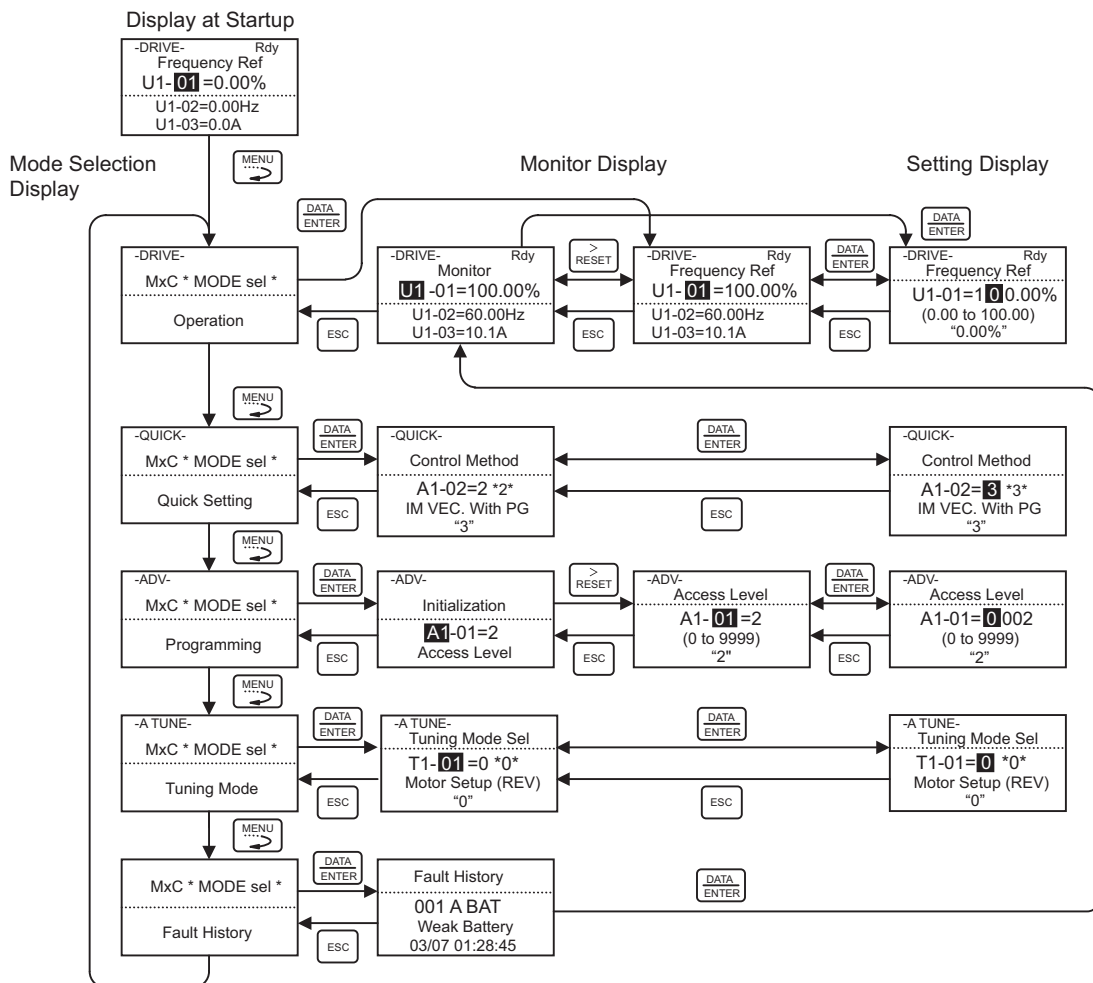 Display at Startup
-DRIVE- Rdy
Frequency Ref
U1- 01 =0.00%
U1-02=0.00Hz
U1-03=0.0A
Mode Selection
Display
MENU
Monitor Display
Setting Display
DATA
ENTER
DATA
ENTER
-DRIVE-
MxC * MODE sel *
Operation
ESC
-DRIVE- Rdy
Monitor
U1 -01=100.00%
U1-02=60.00Hz
U1-03=10.1A
>
RESET
ESC
-DRIVE- Rdy
Frequency Ref
U1- 01 =100.00%
U1-02=60.00Hz
U1-03=10.1A
DATA
ENTER
ESC
-DRIVE- Rdy
Frequency Ref
U1-01=1 0 0.00%
(0.00 to 100.00)
“0.00%”
MENU
-QUICK-
MxC * MODE sel *
Quick Setting
DATA
ENTER
ESC
-QUICK-
Control Method
A1-02=2 *2*
IM VEC. With PG
“3”
DATA
ENTER
ESC
-QUICK-
Control Method
A1-02= 3 *3*
IM VEC. With PG
“3”
MENU
-ADV-
MxC * MODE sel *
Programming
DATA
ENTER
ESC
-ADV-
Initialization
A1-01=2
Access Level
>
RESET
ESC
-ADV-
Access Level
A1- 01 =2
(0 to 9999)
“2"
DATA
ENTER
ESC
-ADV-
Access Level
A1-01= 0 002
(0 to 9999)
“2”
MENU
-A TUNE-
MxC * MODE sel *
Tuning Mode
DATA
ENTER
ESC
-A TUNE-
Tuning Mode Sel
T1- 01 =0 *0*
Motor Setup (REV)
“0”
DATA
ENTER
ESC
-A TUNE-
Tuning Mode Sel
T1-01= 0 *0*
Motor Setup (REV)
“0”
MENU
MxC * MODE sel *
Fault History
DATA
ENTER
ESC
Fault History
001 A BAT
Weak Battery
03/07 01:28:45
DATA
ENTER